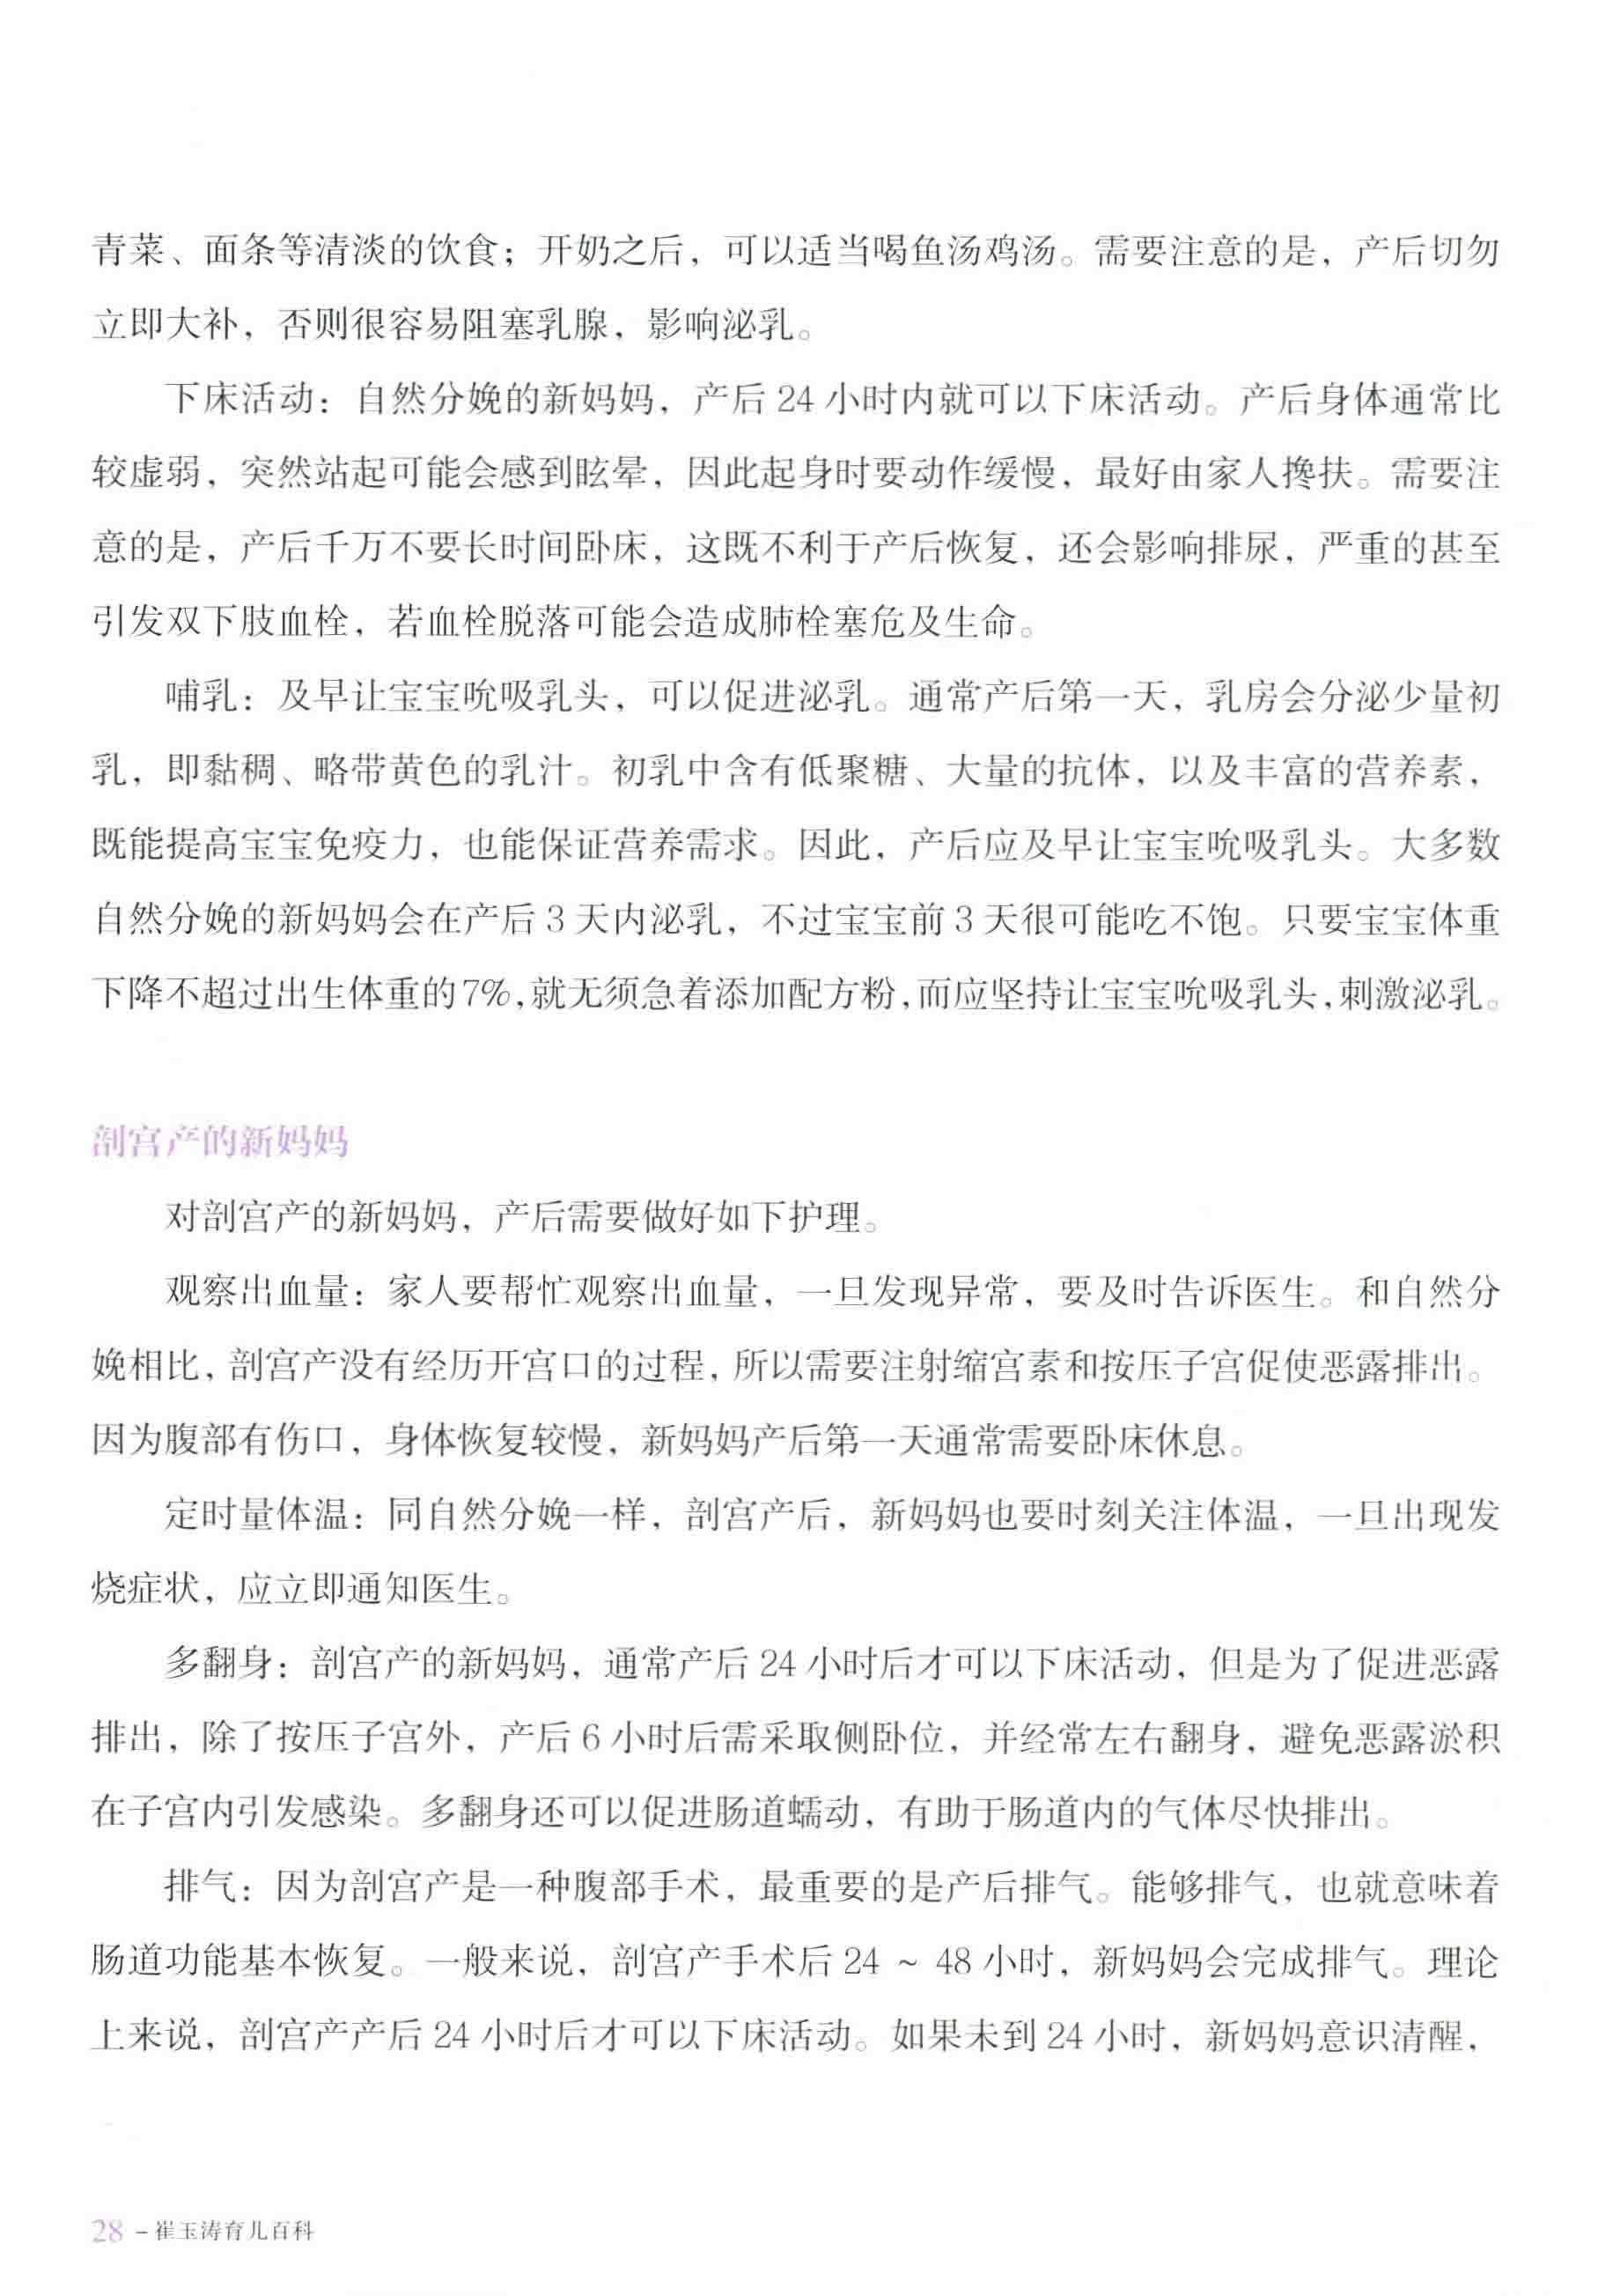 青菜、面条等清淡的饮食；开奶之后，可以适当喝鱼汤鸡汤。需要注意的是，产后切勿
立即大补，否则很容易阻塞乳腺，影响泌乳。
下床活动：自然分娩的新妈妈，产后 24 小时内就可以下床活动。产后身体通常比
较虚弱，突然站起可能会感到眩晕，因此起身时要动作缓慢，最好由家人搀扶。需要注
意的是，产后千万不要长时间卧床，这既不利于产后恢复，还会影响排尿，严重的甚至
引发双下肢血栓，若血栓脱落可能会造成肺栓塞危及生命。
哺乳：及早让宝宝吮吸乳头，可以促进泌乳。通常产后第一天，乳房会分泌少量初
乳，即黏稠、略带黄色的乳汁。初乳中含有低聚糖、大量的抗体，以及丰富的营养素，
既能提高宝宝免疫力，也能保证营养需求。因此，产后应及早让宝宝吮吸乳头。大多数
自然分娩的新妈妈会在产后 3 天内泌乳，不过宝宝前 3 天很可能吃不饱。只要宝宝体重
下降不超过出生体重的7%，就无须急着添加配方粉，而应坚持让宝宝吮吸乳头，刺激泌乳。
剖宫产的新妈妈
对剖宫产的新妈妈，产后需要做好如下护理。
观察出血量：家人要帮忙观察出血量，一旦发现异常，要及时告诉医生。和自然分
娩相比，剖宫产没有经历开宫口的过程，所以需要注射缩宫素和按压子宫促使恶露排出。
因为腹部有伤口，身体恢复较慢，新妈妈产后第一天通常需要卧床休息。
定时量体温：同自然分娩一样，剖宫产后，新妈妈也要时刻关注体温，一旦出现发
烧症状，应立即通知医生。
多翻身：剖宫产的新妈妈，通常产后 24 小时后才可以下床活动，但是为了促进恶露
排出，除了按压子宫外，产后 6 小时后需采取侧卧位，并经常左右翻身，避免恶露淤积
在子宫内引发感染。多翻身还可以促进肠道蠕动，有助于肠道内的气体尽快排出。
排气：因为剖宫产是一种腹部手术，最重要的是产后排气。能够排气，也就意味着
肠道功能基本恢复。一般来说，剖宫产手术后 24 ~ 48 小时，新妈妈会完成排气。理论
上来说，剖宫产产后 24 小时后才可以下床活动。如果未到 24 小时，新妈妈意识清醒，
28 – 崔玉涛育儿百科